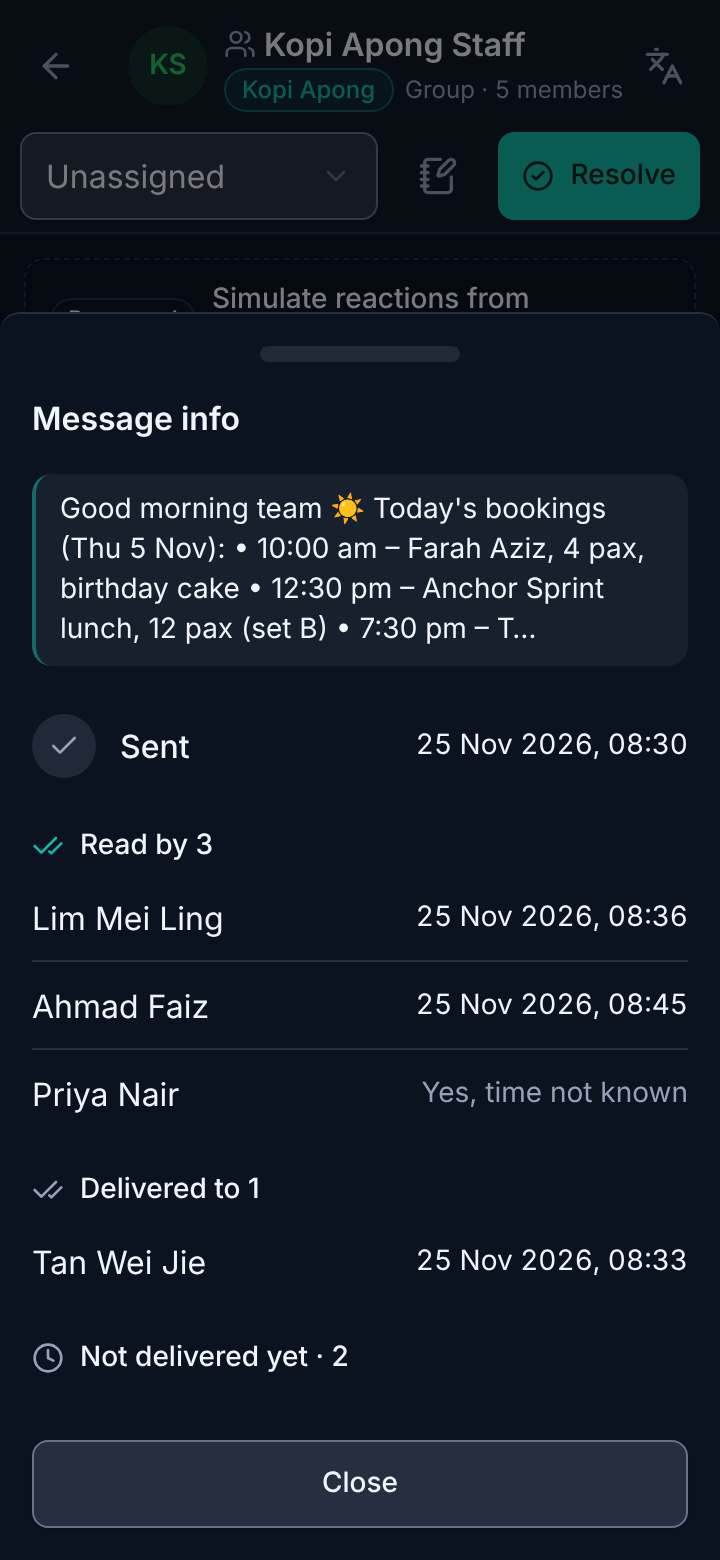 KS
Kopi Apong Staff
Kopi Apong
Group · 5 members
Unassigned
Resolve
Simulate reactions from
Message info
Good morning team ☀️ Today's bookings
(Thu 5 Nov): • 10:00 am – Farah Aziz, 4 pax,
birthday cake • 12:30 pm – Anchor Sprint
lunch, 12 pax (set B) • 7:30 pm – T...
Sent
25 Nov 2026, 08:30
Read by 3
Lim Mei Ling
25 Nov 2026, 08:36
Ahmad Faiz
25 Nov 2026, 08:45
Priya Nair
Yes, time not known
Delivered to 1
Tan Wei Jie
25 Nov 2026, 08:33
Not delivered yet · 2
Close